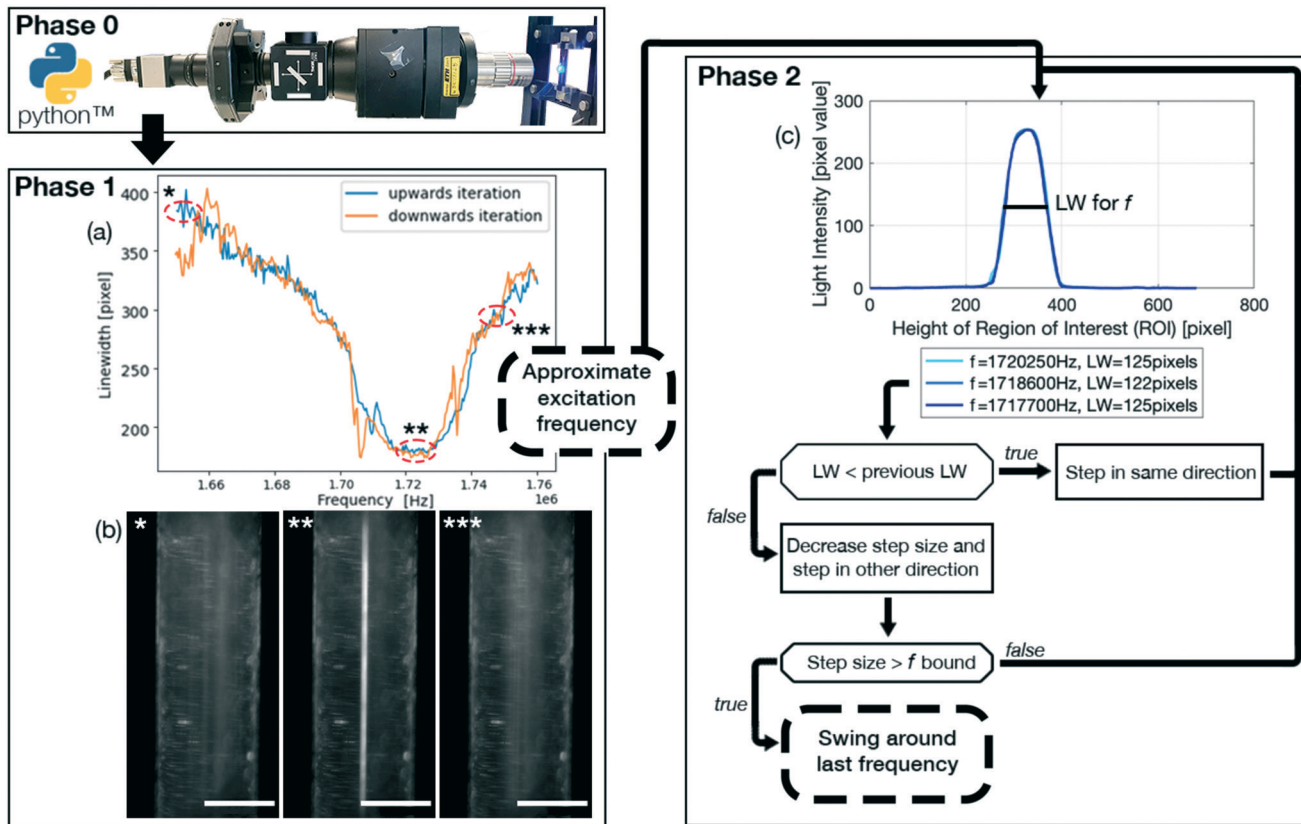 Phase 0
python™
Phase 1
(a)
*
**
***
upwards iteration
downwards iteration
Linewidth [pixel]
400
350
300
250
200
1.66
1.68
1.70
1.72
1.74
1.76
1e6
Frequency [Hz]
Approximate
excitation
frequency
(b)
*
**
***
Phase 2
(c)
Light Intensity [pixel value]
300
200
100
0
0
200
400
600
800
LW for f
Height of Region of Interest (ROI) [pixel]
f=1720250Hz, LW=125pixels
f=1718600Hz, LW=122pixels
f=1717700Hz, LW=125pixels
LW < previous LW
true
Step in same direction
false
Decrease step size and
step in other direction
Step size > f bound
false
true
Swing around
last frequency